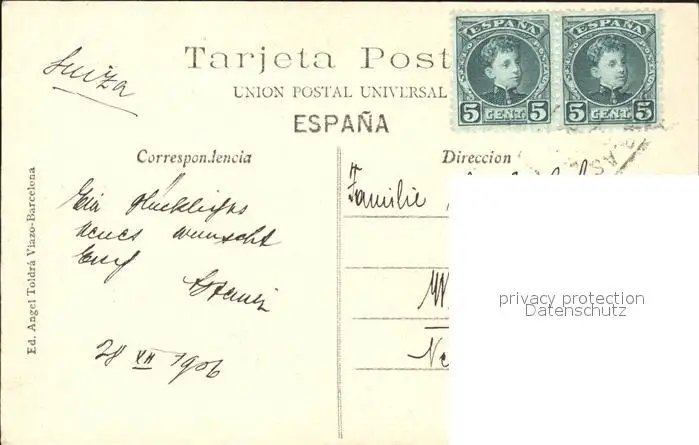 Suiza
Tarjeta Post
UNION POSTAL UNIVERSAL
ESPAÑA
ESPAÑA
ESPAÑA
5 CENT. 5
5 CENT. 5
Correspondencia
Direccion
Ein glückliches
neues wunscht
Euch
28 XII 1906
Familie
Ed. Angel Toldrá Viazo-Barcelona
privacy protection
Datenschutz